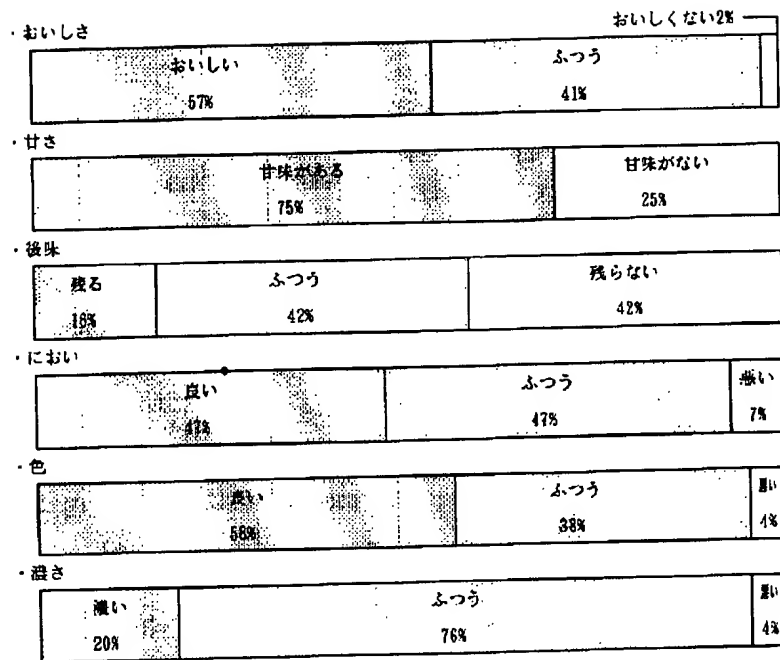 ・おいしさ
おいしくない2%
おいしい
ふつう
57%
41%
・甘さ
甘味がある
甘味がない
75%
25%
・後味
残る
ふつう
残らない
16%
42%
42%
・におい
良い
ふつう
悪い
47%
47%
7%
・色
良い
ふつう
悪い
58%
38%
4%
・濃さ
濃い
ふつう
20%
76%
4%